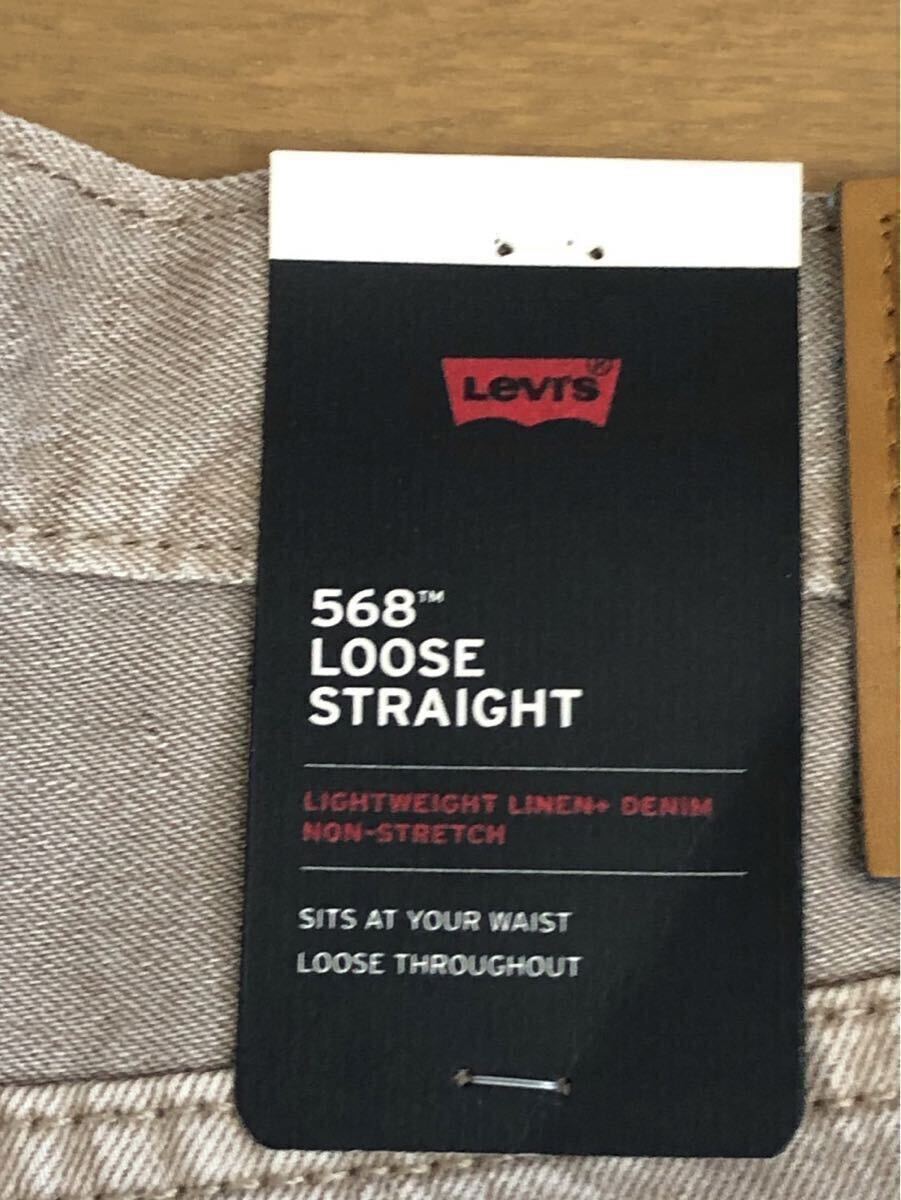 Levi's®
568™
LOOSE
STRAIGHT
LIGHTWEIGHT LINEN+ DENIM
NON-STRETCH
SITS AT YOUR WAIST
LOOSE THROUGHOUT